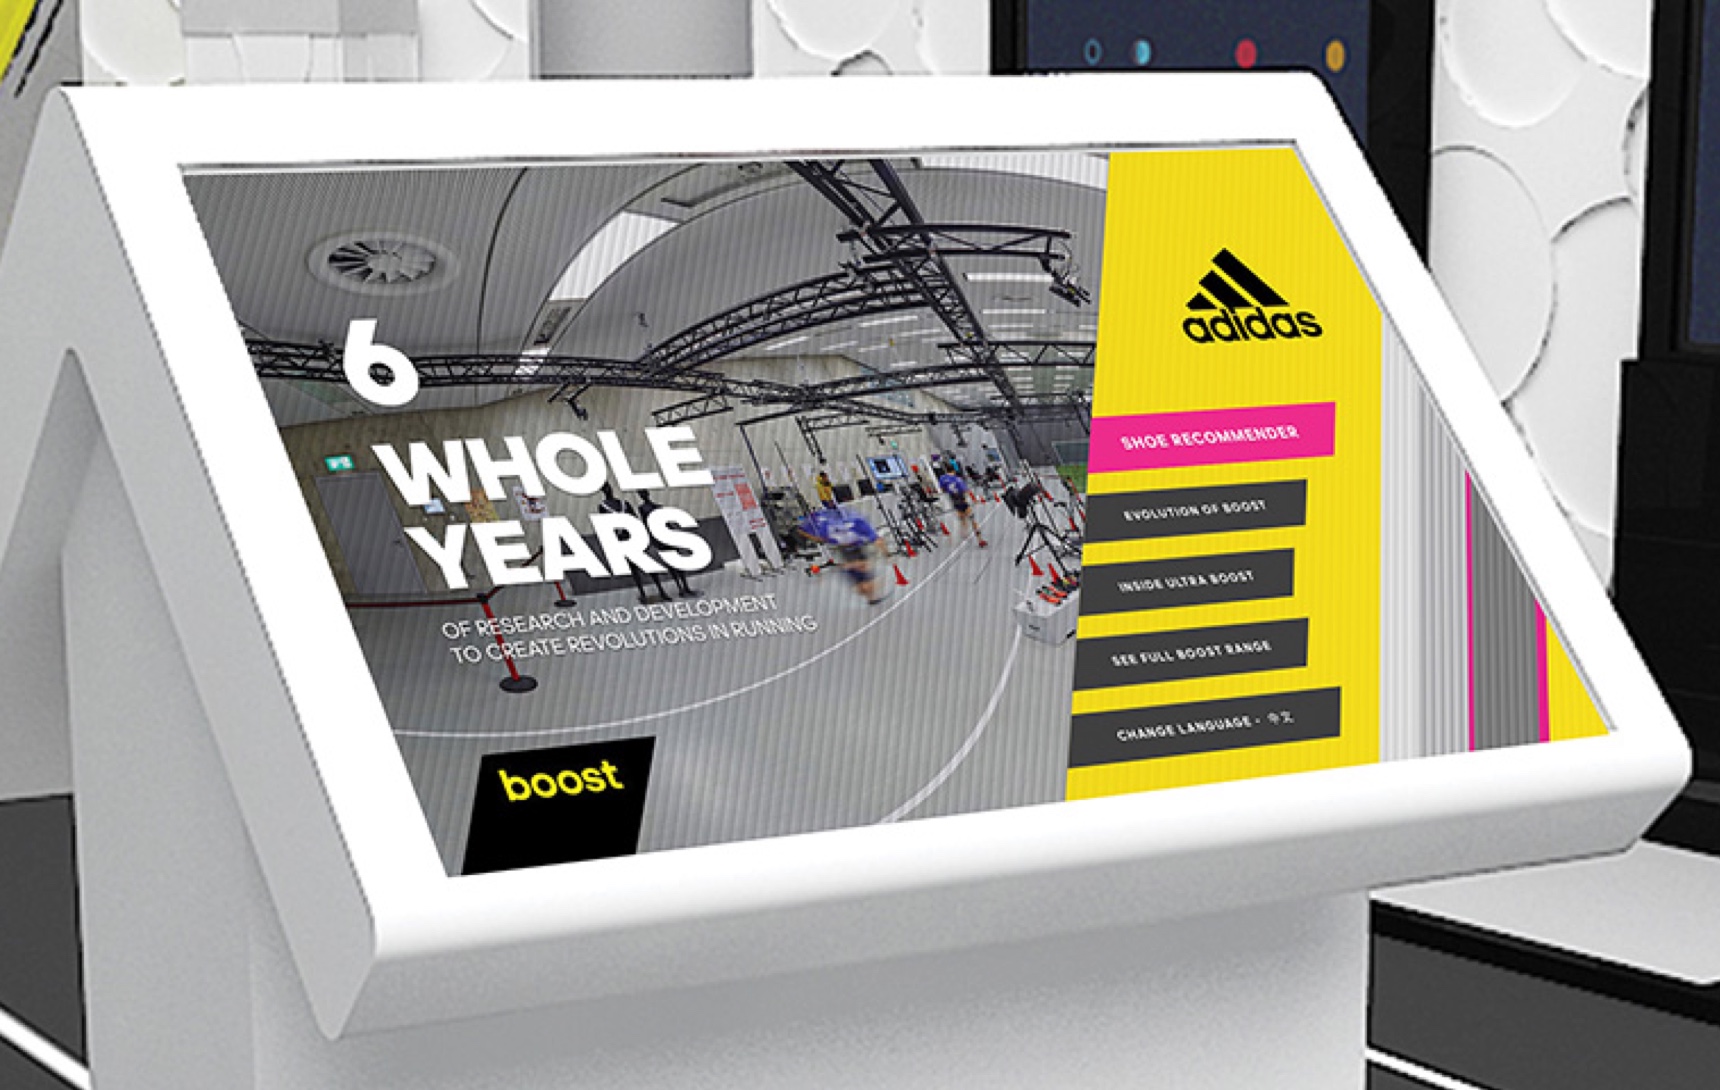 6
WHOLE
YEARS
OF RESEARCH AND DEVELOPMENT
TO CREATE REVOLUTIONS IN RUNNING
boost
adidas
SHOE RECOMMENDER
EVOLUTION OF BOOST
INSIDE ULTRA BOOST
SEE FULL BOOST RANGE
CHANGE LANGUAGE - 中文